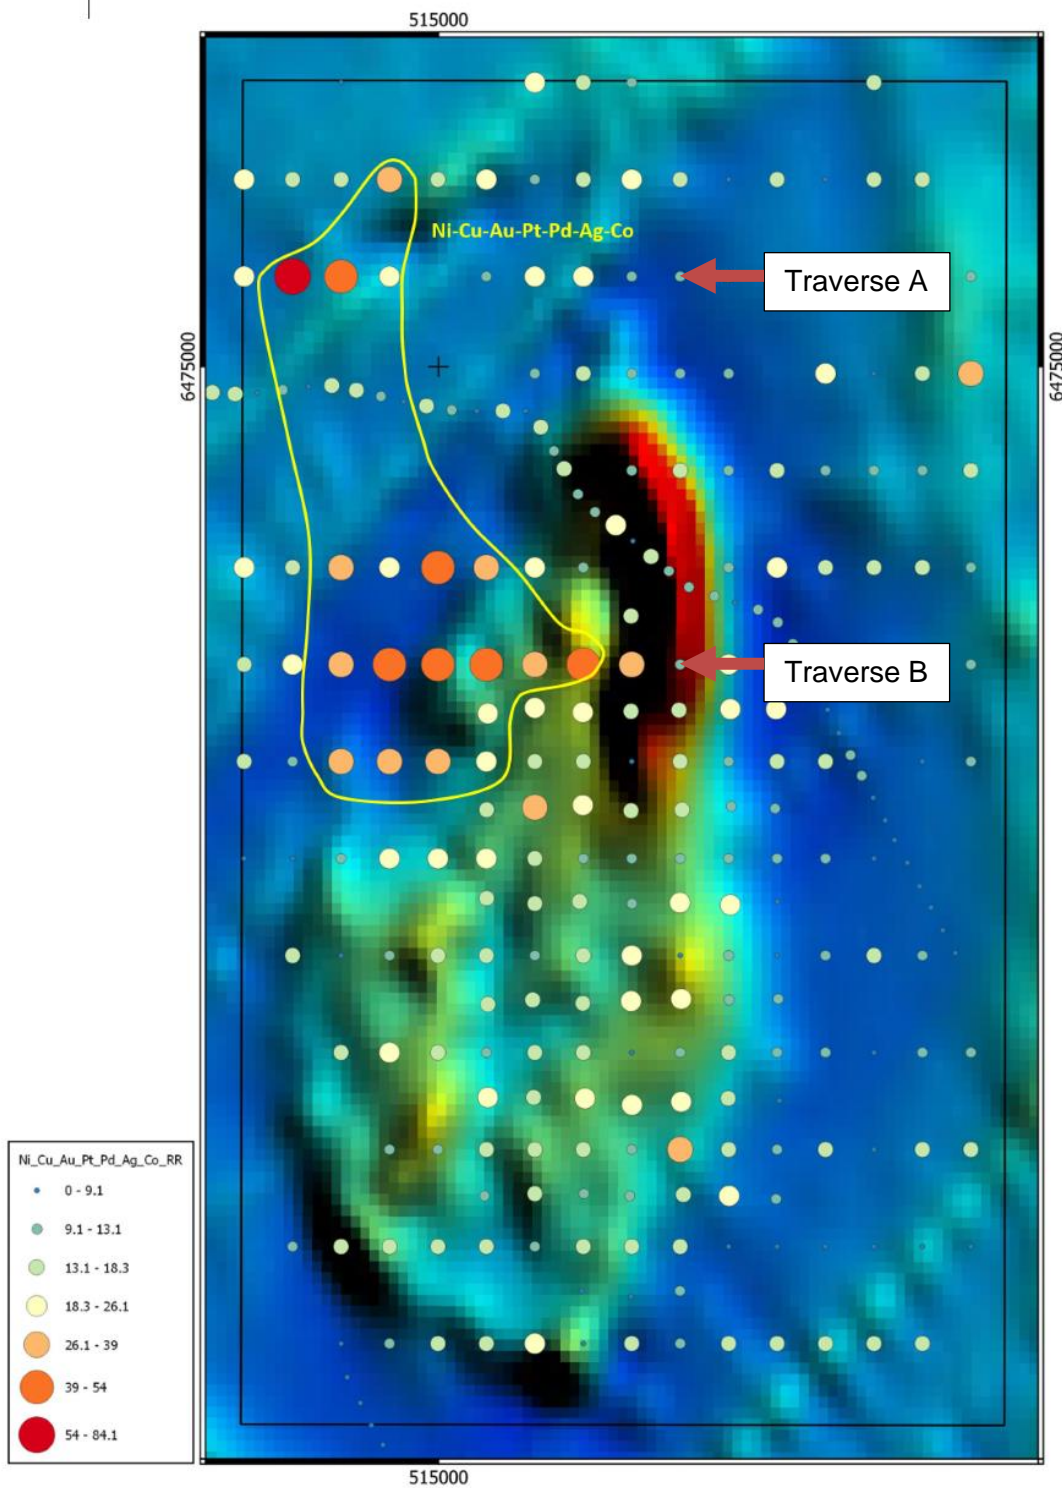 515000
Ni-Cu-Au-Pt-Pd-Ag-Co
Traverse A
6475000
6475000
Traverse B
Ni_Cu_Au_Pt_Pd_Ag_Co_RR
0 - 9.1
9.1 - 13.1
13.1 - 18.3
18.3 - 26.1
26.1 - 39
39 - 54
54 - 84.1
515000